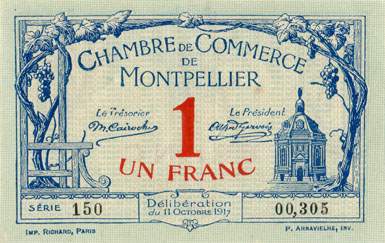 CHAMBRE DE COMMERCE
DE
MONTPELLIER
Le Trésorier Le Président
1
UN FRANC
SÉRIE 150 Délibération 00,305
du 11 OCTOBRE 1917
IMP. RICHARD, PARIS P. ARNAVIELHE, INV.